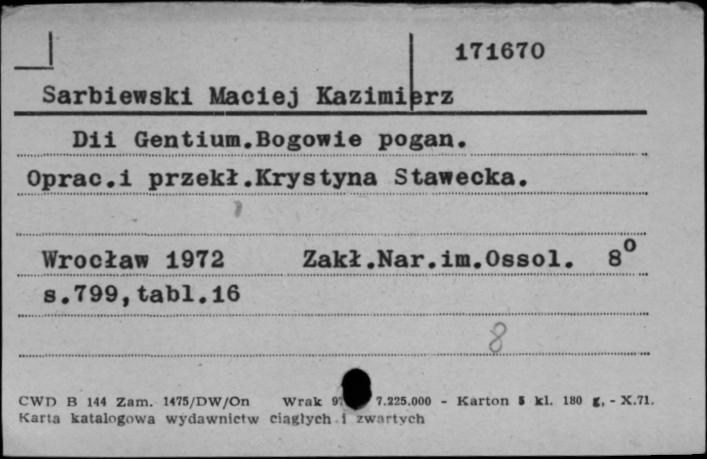 171670
Sarbiewski Maciej Kazimierz
Dii Gentium.Bogowie pogan.
Oprac.i przekł.Krystyna Stawecka.
Wrocław 1972 Zakł.Nar.im.Ossol. 8º
s.799,tabl.16
8
CWD B 144 Zam. 1475/DW/On Wrak 7.225.000 - Karton kl. 180 g, - X.71.
Karta katalogowa wydawnictw ciągłych i zwartych